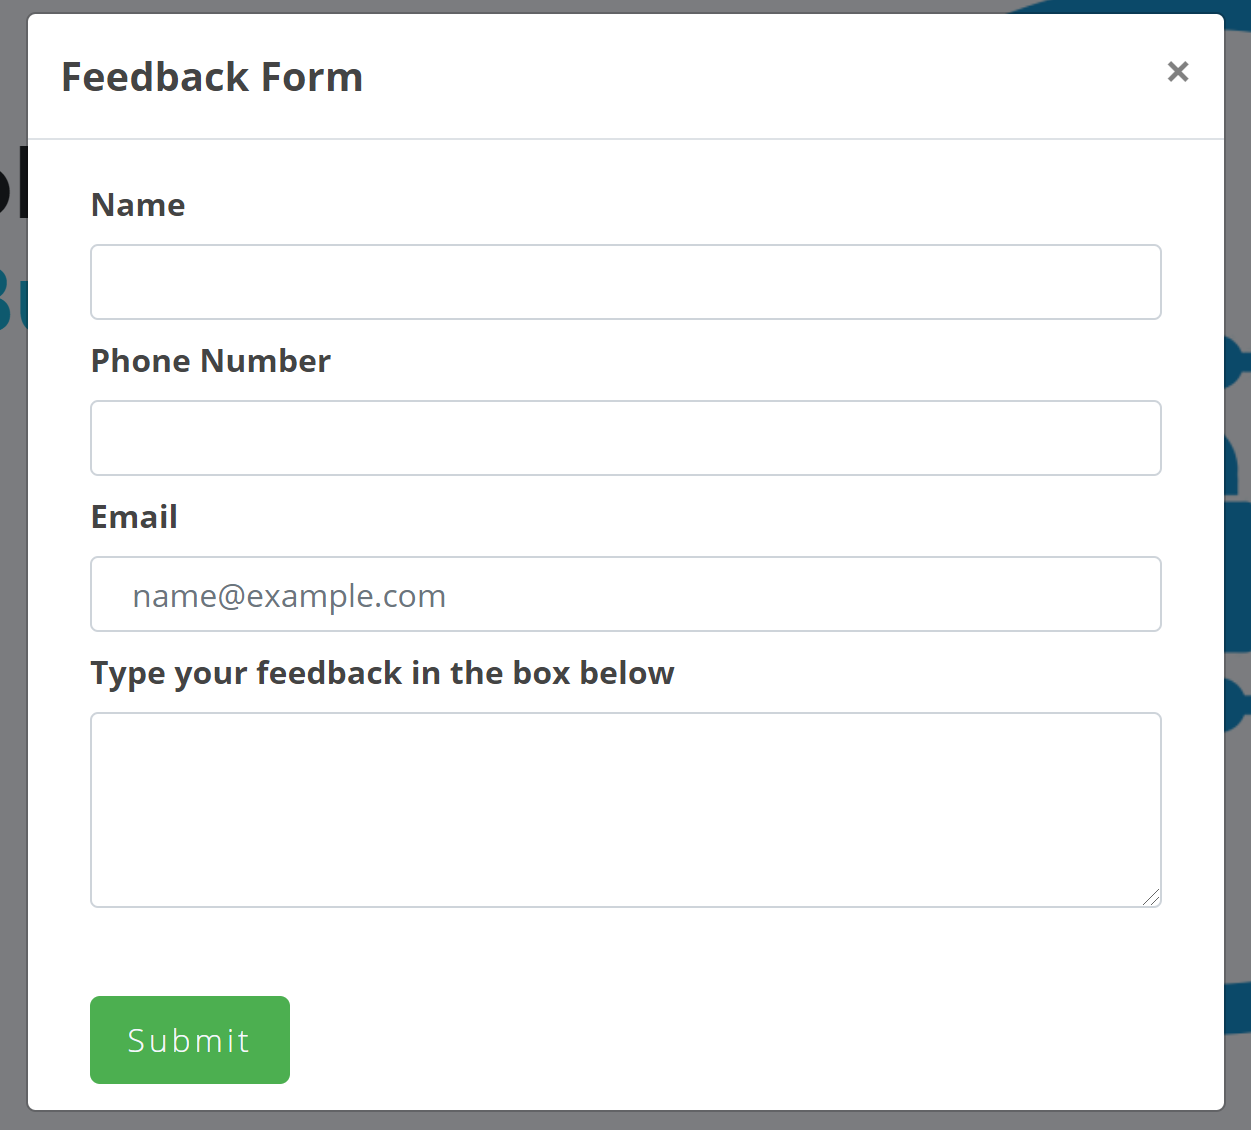 Feedback Form
×
Name
Phone Number
Email
name@example.com
Type your feedback in the box below
Submit